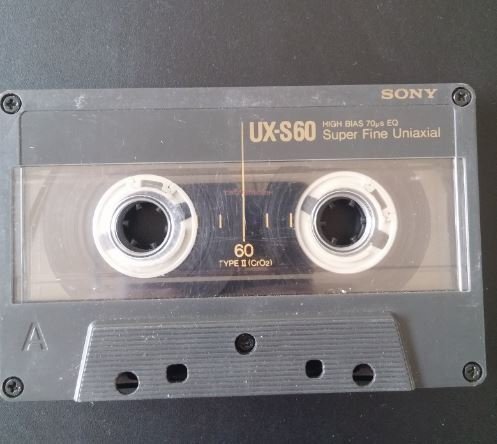 SONY
UX-S60 HIGH BIAS 70µs EQ
Super Fine Uniaxial
60
TYPE II (CrO2)
A